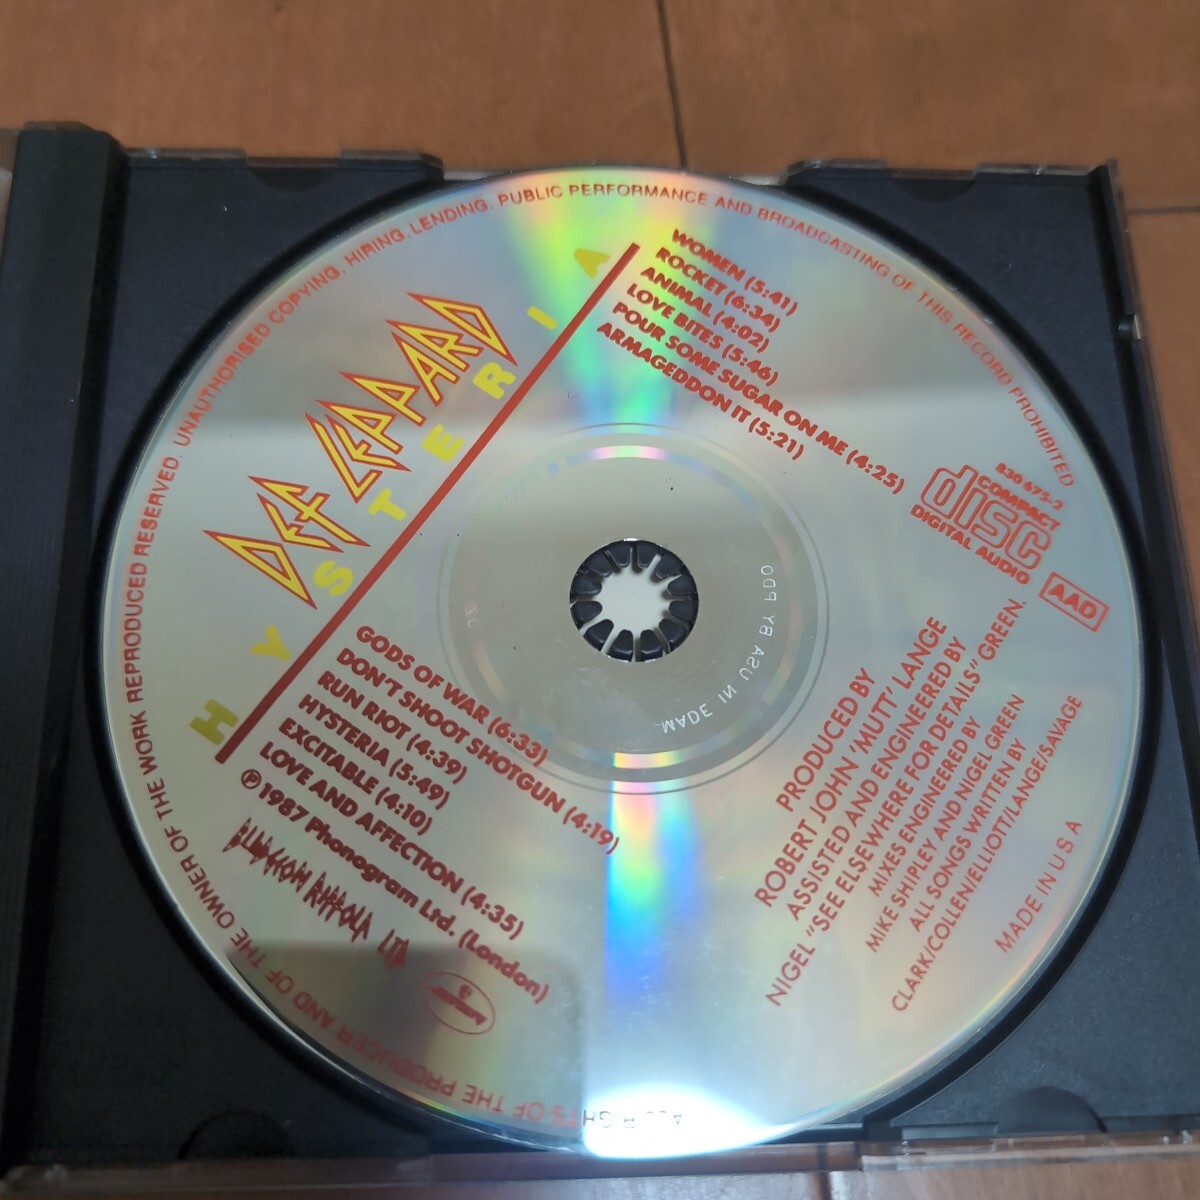 UNAUTHORISED COPYING, HIRING, LENDING, PUBLIC PERFORMANCE AND BROADCASTING OF THIS RECORD PROHIBITED
ALL RIGHTS OF THE PRODUCER AND OF THE OWNER OF THE WORK REPRODUCED RESERVED.
DEF LEPPARD
HYSTERIA
WOMEN (5:41)
ROCKET (6:34)
ANIMAL (4:02)
LOVE BITES (5:46)
POUR SOME SUGAR ON ME (4:25)
ARMAGEDDON IT (5:21)
830 675-2
COMPACT
disc
DIGITAL AUDIO
AAD
GODS OF WAR (6:33)
DON'T SHOOT SHOTGUN (4:19)
RUN RIOT (4:39)
HYSTERIA (5:49)
EXCITABLE (4:10)
LOVE AND AFFECTION (4:35)
℗ 1987 Phonogram Ltd. (London)
BLUDGEON RIFFOLA LTD
mercury
PRODUCED BY
ROBERT JOHN 'MUTT' LANGE
ASSISTED AND ENGINEERED BY
NIGEL "SEE ELSEWHERE FOR DETAILS" GREEN.
MIXES ENGINEERED BY
MIKE SHIPLEY AND NIGEL GREEN
ALL SONGS WRITTEN BY
CLARK/COLLEN/ELLIOTT/LANGE/SAVAGE
MADE IN U S A
MADE IN USA BY PDO